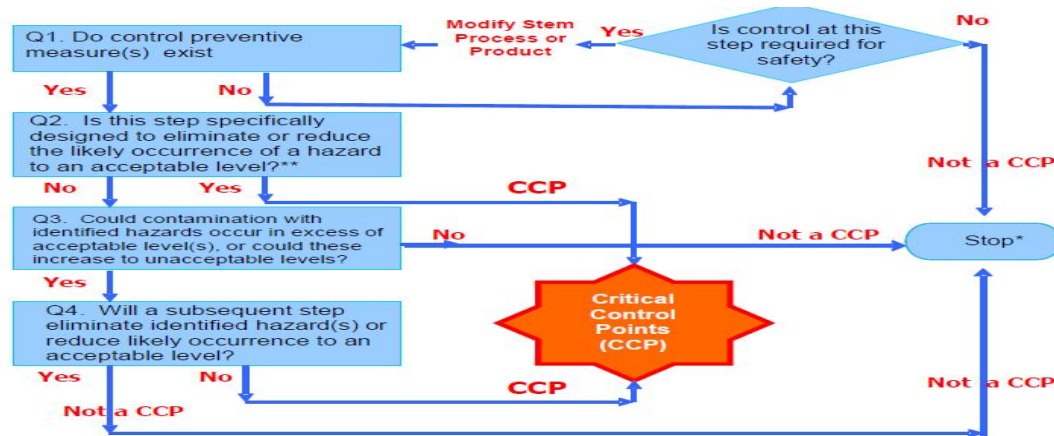 Q1. Do control preventive
measure(s) exist
Modify Stem
Process or
Product
Yes
Is control at this
step required for
safety?
No
Yes
No
Q2. Is this step specifically
designed to eliminate or reduce
the likely occurrence of a hazard
to an acceptable level?**
Not a CCP
No
Yes
CCP
Q3. Could contamination with
identified hazards occur in excess of
acceptable level(s), or could these
increase to unacceptable levels?
No
Not a CCP
Stop*
Yes
Critical
Control
Points
(CCP)
Q4. Will a subsequent step
eliminate identified hazard(s) or
reduce likely occurrence to an
acceptable level?
Yes
No
CCP
Not a CCP
Not a CCP